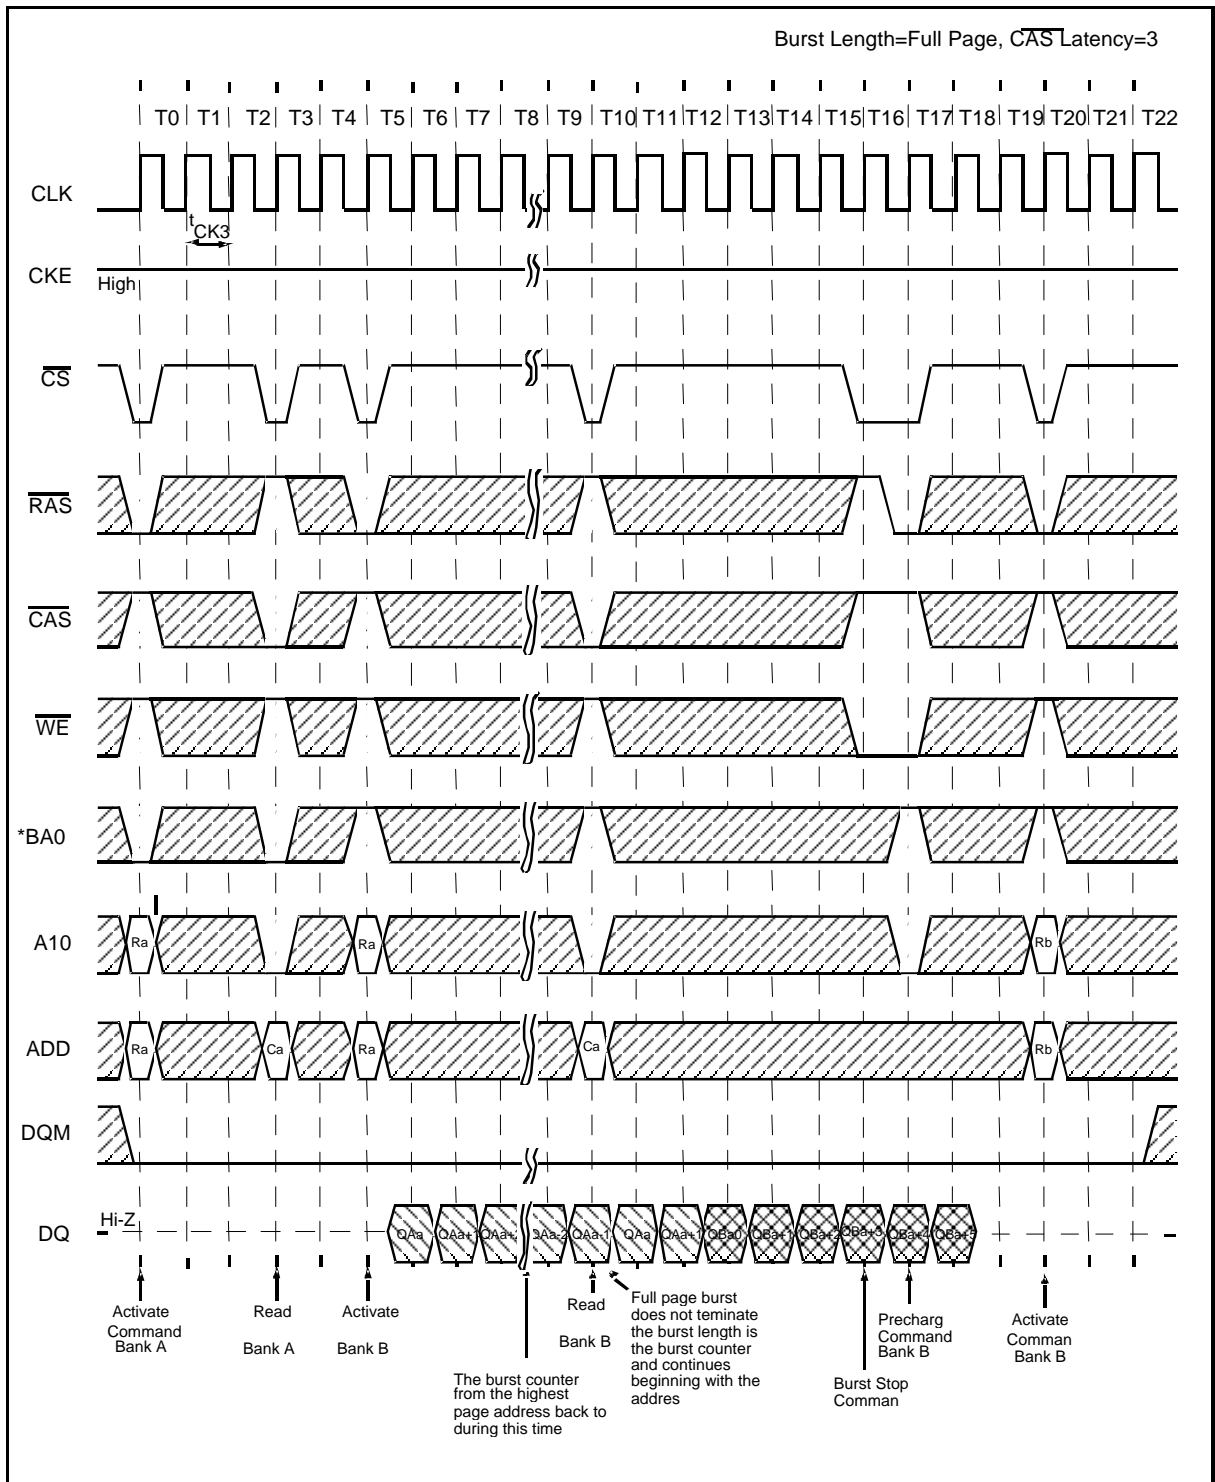 Burst Length=Full Page, CAS Latency=3
T0 T1 T2 T3 T4 T5 T6 T7 T8 T9 T10 T11 T12 T13 T14 T15 T16 T17 T18 T19 T20 T21 T22
CLK
tCK3
CKE
High
CS
RAS
CAS
WE
*BA0
A10
Ra
Ra
Rb
ADD
Ra
Ca
Ra
Ca
Rb
DQM
DQ
Hi-Z
QAa QAa+1 QAa+2 QAa-2 QAa-1 QAa QAa+1 QBa0 QBa+1 QBa+2 QBa+3 QBa+4 QBa+5
Activate
Command
Bank A
Read
Bank A
Activate
Bank B
The burst counter
from the highest
page address back to
during this time
Read
Bank B
Full page burst
does not teminate
the burst length is
the burst counter
and continues
beginning with the
addres
Burst Stop
Comman
Precharg
Command
Bank B
Activate
Comman
Bank B